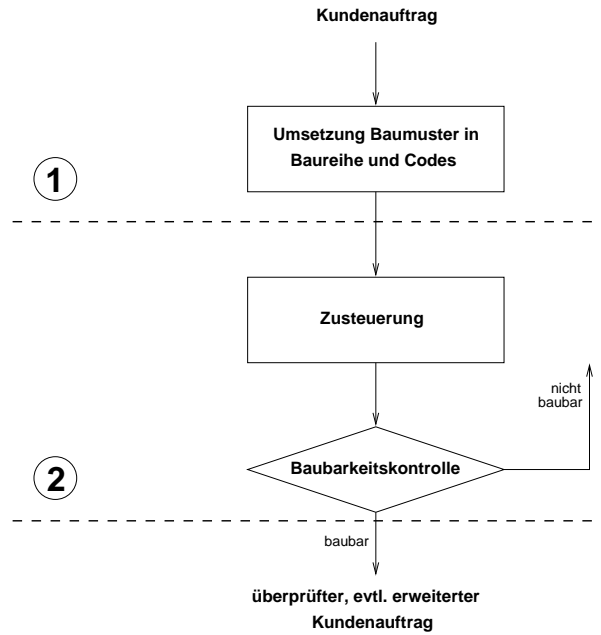 Kundenauftrag
Umsetzung Baumuster in
Baureihe und Codes
1
Zusteuerung
nicht
baubar
Baubarkeitskontrolle
2
baubar
überprüfter, evtl. erweiterter
Kundenauftrag